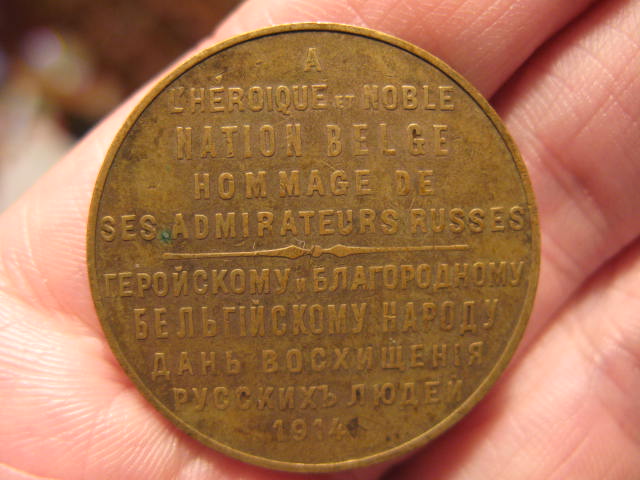 A
L'HÉROIQUE ET NOBLE
NATION BELGE
HOMMAGE DE
SES ADMIRATEURS RUSSES
ГЕРОЙСКОМУ и БЛАГОРОДНОМУ
БЕЛЬГІЙСКОМУ НАРОДУ
ДАНЬ ВОСХИЩЕНІЯ
РУССКИХЪ ЛЮДЕЙ
1914